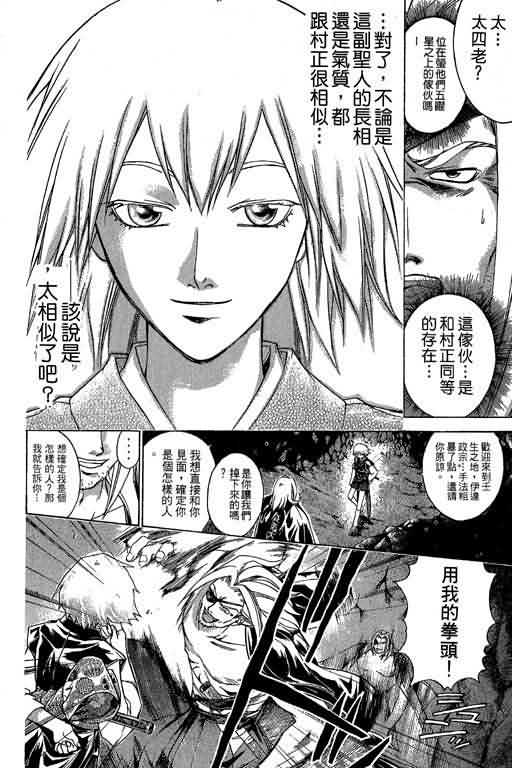 太…
太四老？
位在螢他們五曜
星之上的傢伙嗎
！
這傢伙…是
和村正同等
的存在…
…對了，不論是
這副聖人的長相
還是氣質，都
跟村正很相似…
該說是，
太相似了吧？
歡迎來到壬
生之地，伊達
政宗…手法粗
暴了點，還請
你原諒。
是你讓我們
掉下來的嗎
？
我想直接和你
見面，確定你
是個怎樣的人
。
…
想確定我是個
怎樣的人？那
我就告訴你…
用我的拳頭！